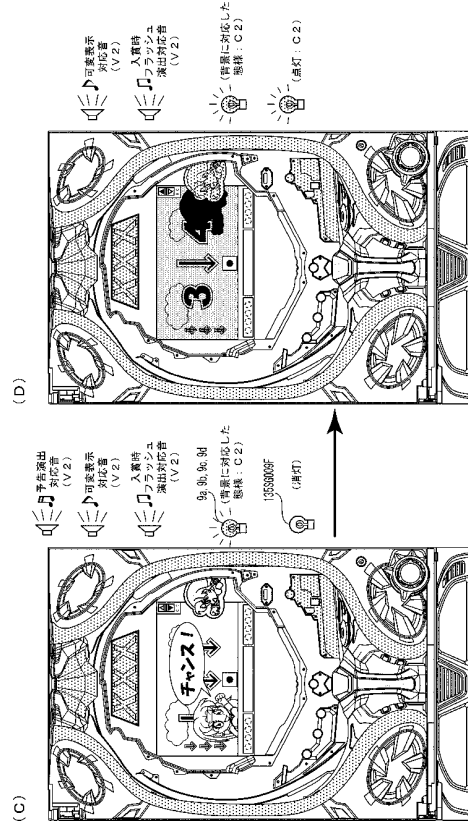 (C)
予告演出
対応音
(V2)
可変表示
対応音
(V2)
入賞時
フラッシュ
演出対応音
(V2)
9a, 9b, 9c, 9d
(背景に対応した
態様:C2)
135SG009F
(消灯)
チャンス!
(D)
可変表示
対応音
(V2)
入賞時
フラッシュ
演出対応音
(V2)
(背景に対応した
態様:C2)
(点灯:C2)
3
4